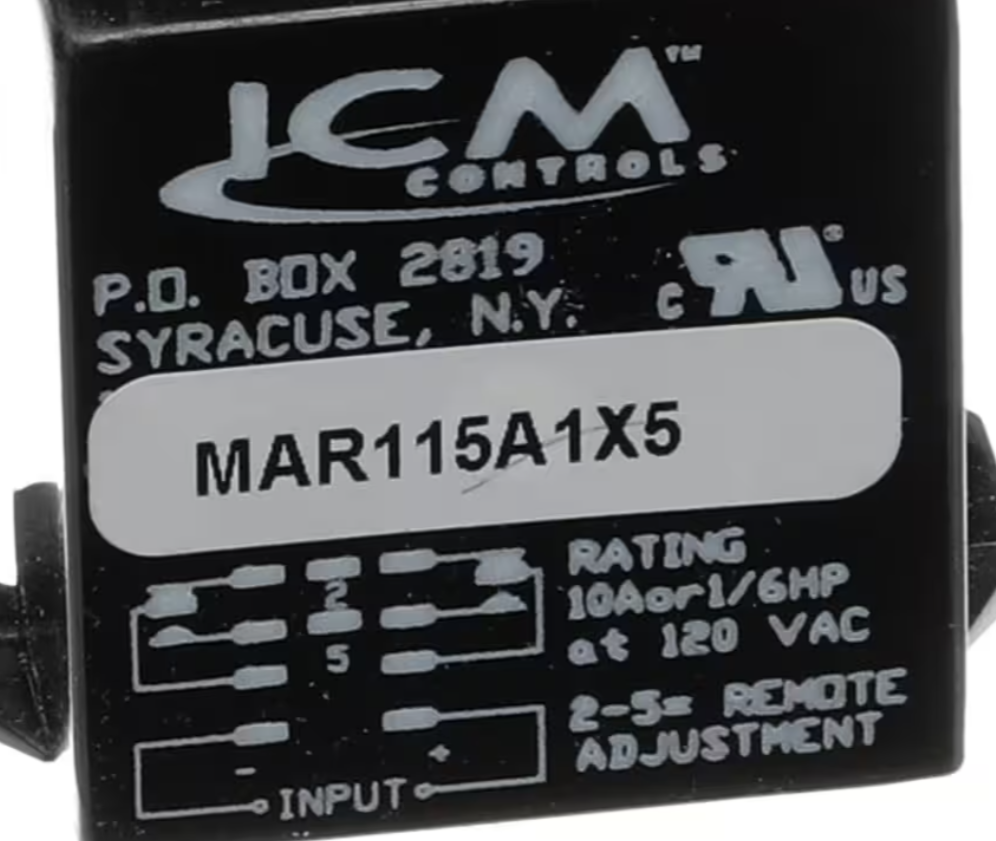 ICM™
CONTROLS
P.O. BOX 2819
SYRACUSE, N.Y.
C RU® US
MAR115A1X5
2
5
RATING
10Aor1/6HP
at 120 VAC
- +
INPUT
2-5= REMOTE
ADJUSTMENT